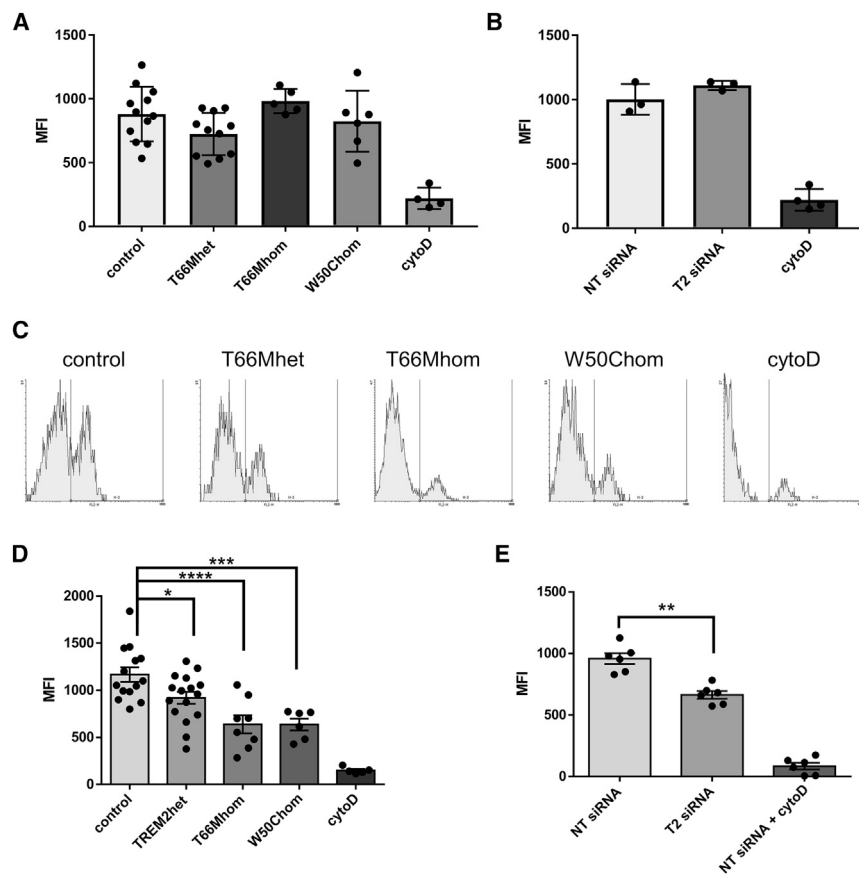 A
1500
1000
500
0
MFI
control
T66Mhet
T66Mhom
W50Chom
cytoD
B
1500
1000
500
0
MFI
NT siRNA
T2 siRNA
cytoD
C
control
T66Mhet
T66Mhom
W50Chom
cytoD
D
***
****
*
2000
1500
1000
500
0
MFI
control
TREM2het
T66Mhom
W50Chom
cytoD
E
**
1500
1000
500
0
MFI
NT siRNA
T2 siRNA
NT siRNA + cytoD